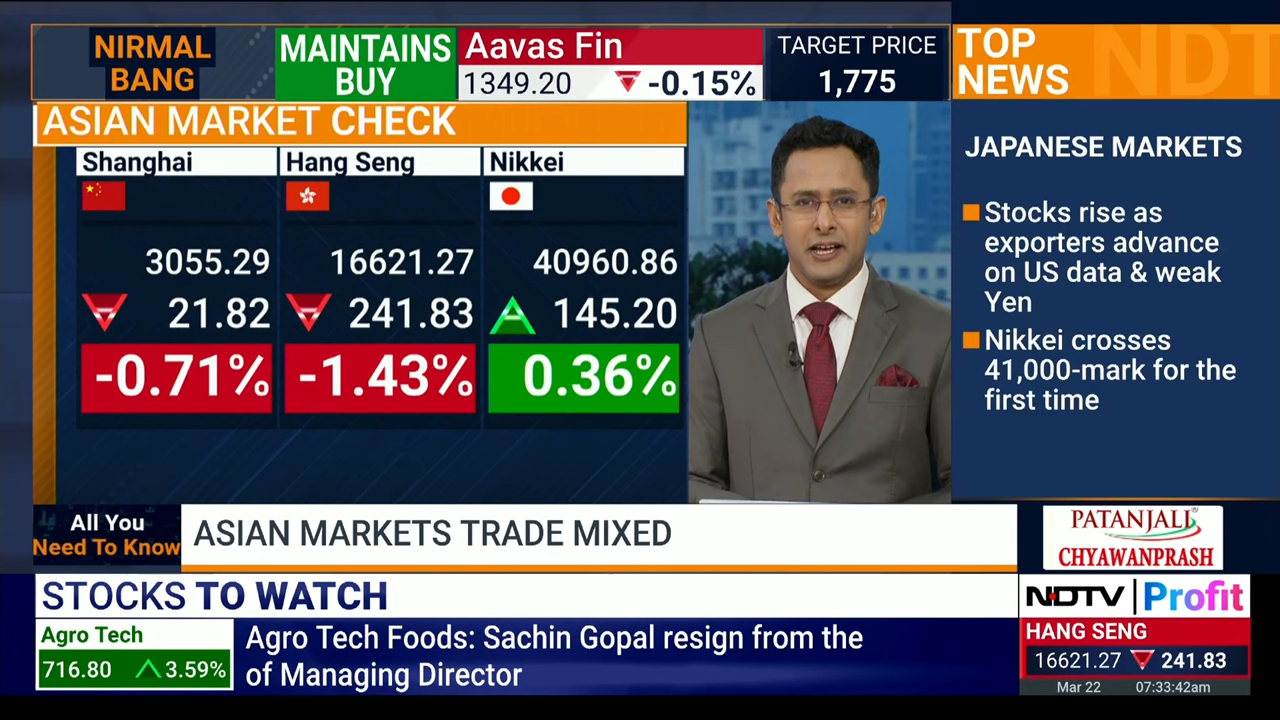 NIRMAL
BANG
MAINTAINS
BUY
Aavas Fin
1349.20 -0.15%
TARGET PRICE
1,775
TOP
NEWS
NDT
ASIAN MARKET CHECK
Shanghai
3055.29
21.82
-0.71%
Hang Seng
16621.27
241.83
-1.43%
Nikkei
40960.86
145.20
0.36%
JAPANESE MARKETS
Stocks rise as
exporters advance
on US data & weak
Yen
Nikkei crosses
41,000-mark for the
first time
All You
Need To Know
ASIAN MARKETS TRADE MIXED
PATANJALI®
CHYAWANPRASH
STOCKS TO WATCH
Agro Tech
716.80 3.59%
Agro Tech Foods: Sachin Gopal resign from the
of Managing Director
NDTV | Profit
HANG SENG
16621.27 241.83
Mar 22 07:33:42am